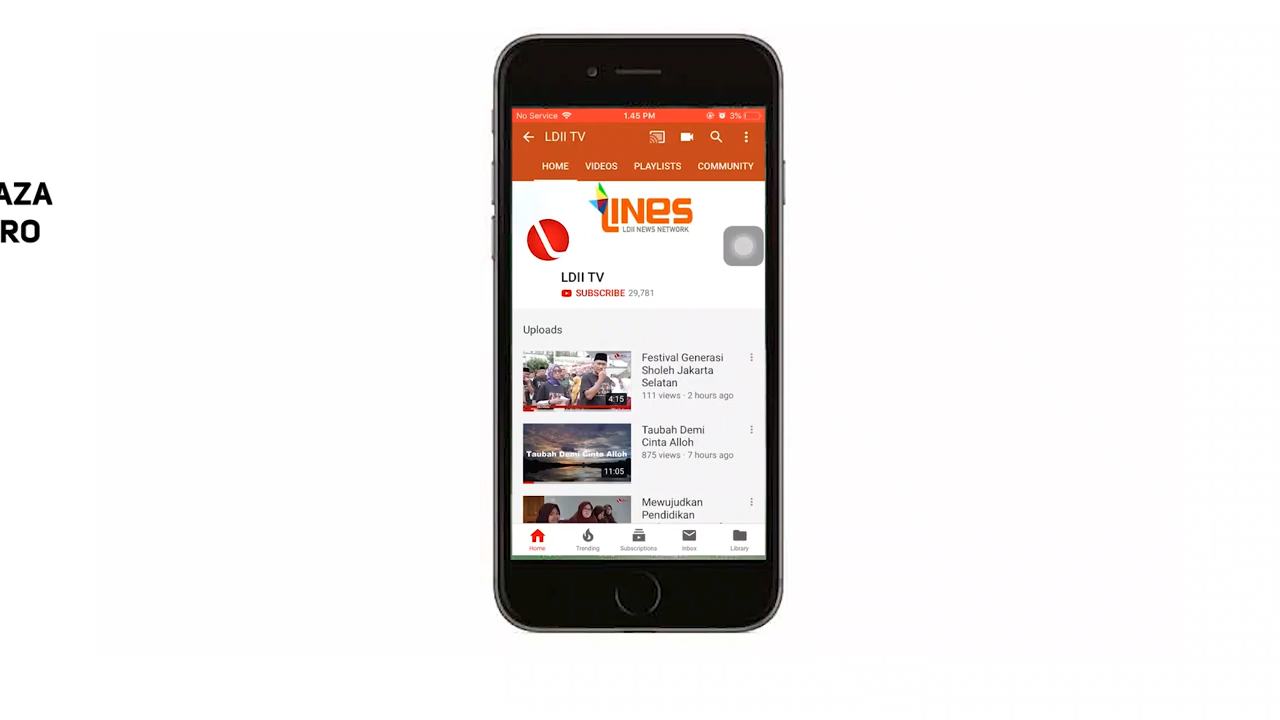 AZA
RO
No Service
1.45 PM
3%
LDII TV
HOME VIDEOS PLAYLISTS COMMUNITY
LINES
LDII NEWS NETWORK
LDII TV
SUBSCRIBE 29,781
Uploads
Festival Generasi
Sholeh Jakarta
Selatan
111 views · 2 hours ago
4:15
Taubah Demi
Cinta Alloh
875 views · 7 hours ago
Taubah Demi Cinta Alloh
11:05
Mewujudkan
Pendidikan
Home Trending Subscriptions Inbox Library